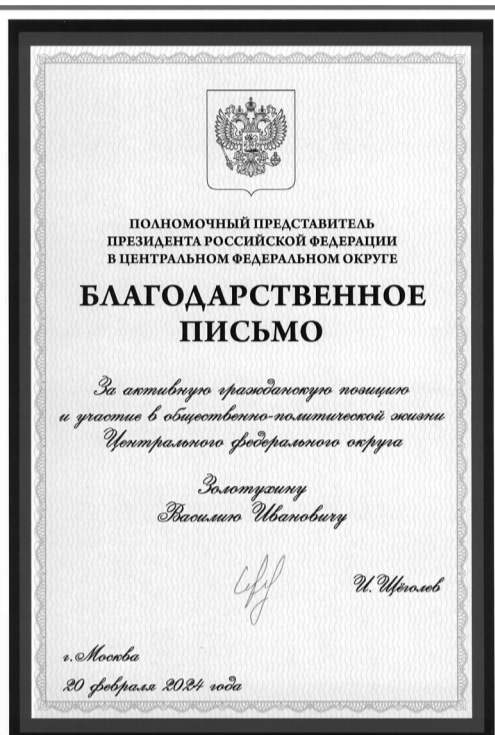 ПОЛНОМОЧНЫЙ ПРЕДСТАВИТЕЛЬ
ПРЕЗИДЕНТА РОССИЙСКОЙ ФЕДЕРАЦИИ
В ЦЕНТРАЛЬНОМ ФЕДЕРАЛЬНОМ ОКРУГЕ
БЛАГОДАРСТВЕННОЕ
ПИСЬМО
За активную гражданскую позицию
и участие в общественно-политической жизни
Центрального федерального округа
Золотухину
Василию Ивановичу
И. Щёголев
г. Москва
20 февраля 2024 года